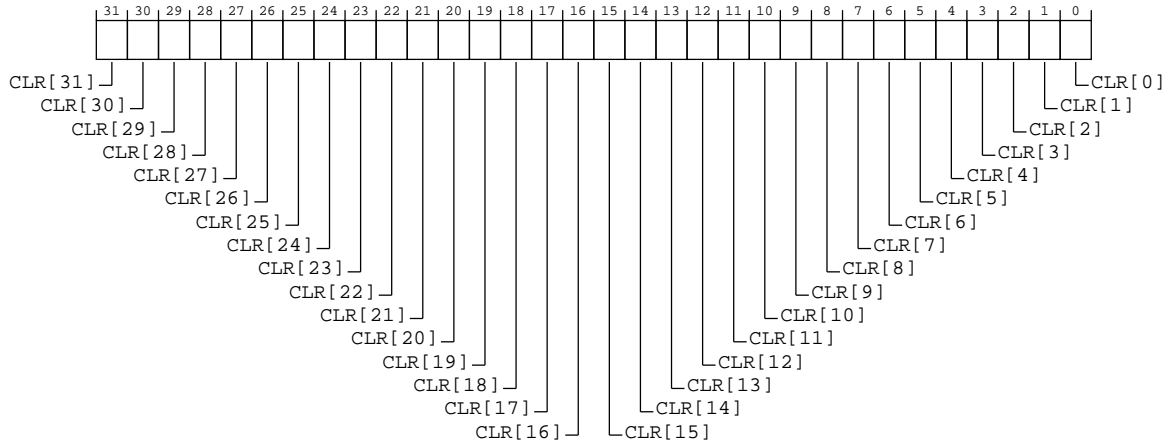 31 30 29 28 27 26 25 24 23 22 21 20 19 18 17 16 15 14 13 12 11 10 9 8 7 6 5 4 3 2 1 0
CLR[31] CLR[0]
CLR[30] CLR[1]
CLR[29] CLR[2]
CLR[28] CLR[3]
CLR[27] CLR[4]
CLR[26] CLR[5]
CLR[25] CLR[6]
CLR[24] CLR[7]
CLR[23] CLR[8]
CLR[22] CLR[9]
CLR[21] CLR[10]
CLR[20] CLR[11]
CLR[19] CLR[12]
CLR[18] CLR[13]
CLR[17] CLR[14]
CLR[16] CLR[15]